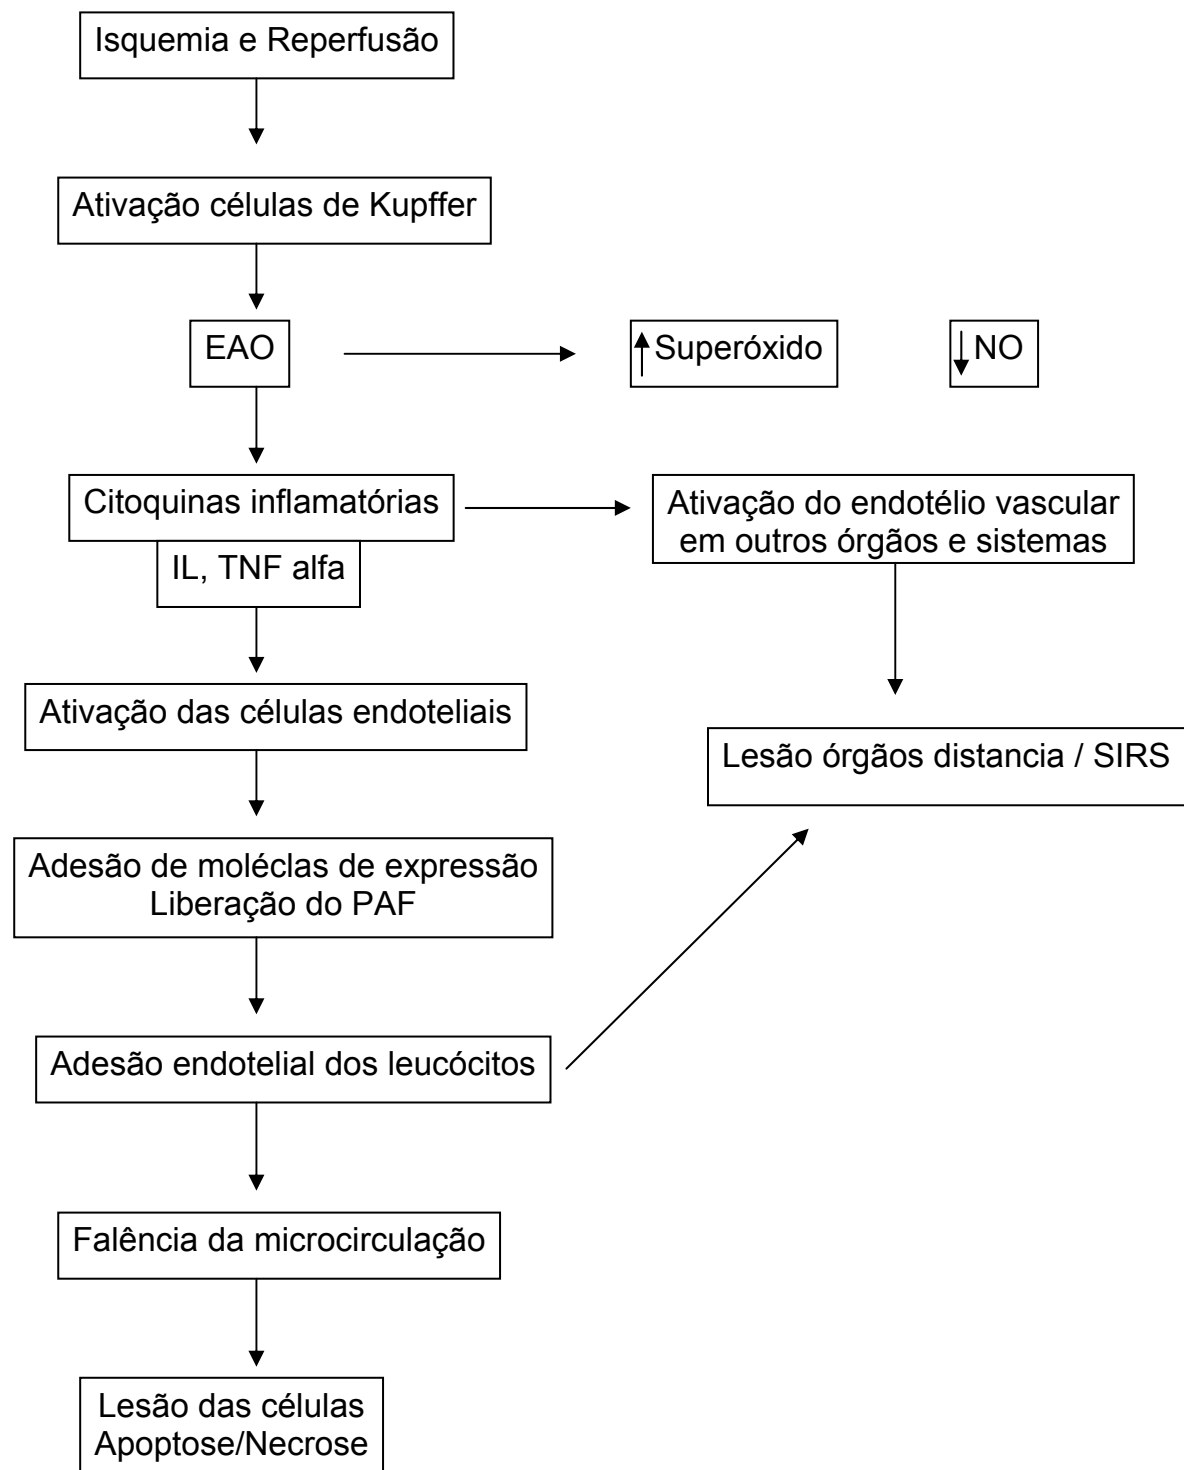 Isquemia e Reperfusão
Ativação células de Kupffer
EAO
Superóxido
NO
Citoquinas inflamatórias
IL, TNF alfa
Ativação do endotélio vascular
em outros órgãos e sistemas
Ativação das células endoteliais
Lesão órgãos distancia / SIRS
Adesão de moléclas de expressão
Liberação do PAF
Adesão endotelial dos leucócitos
Falência da microcirculação
Lesão das células
Apoptose/Necrose